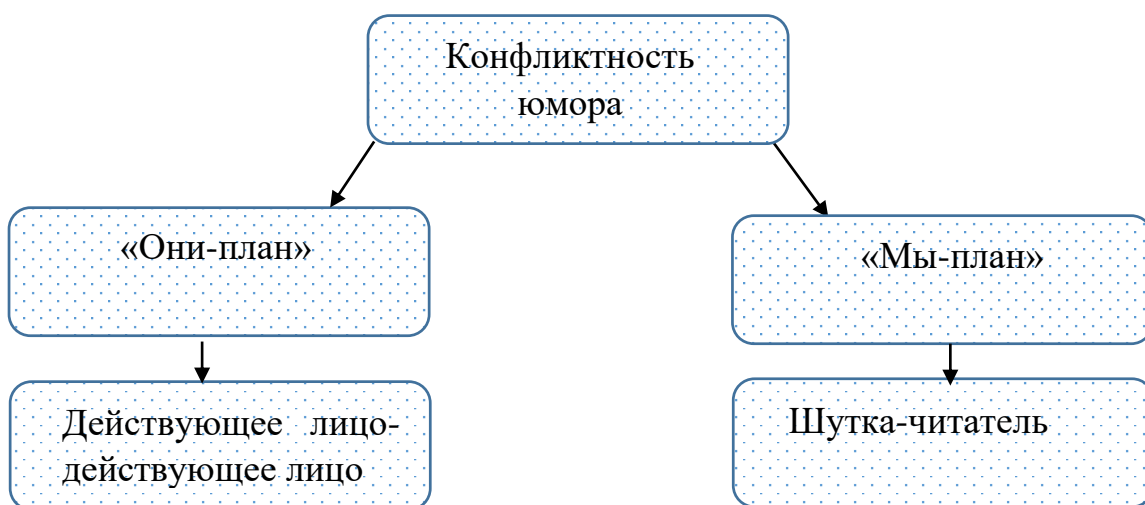 Конфликтность
юмора
«Они-план»
«Мы-план»
Действующее лицо-
действующее лицо
Шутка-читатель